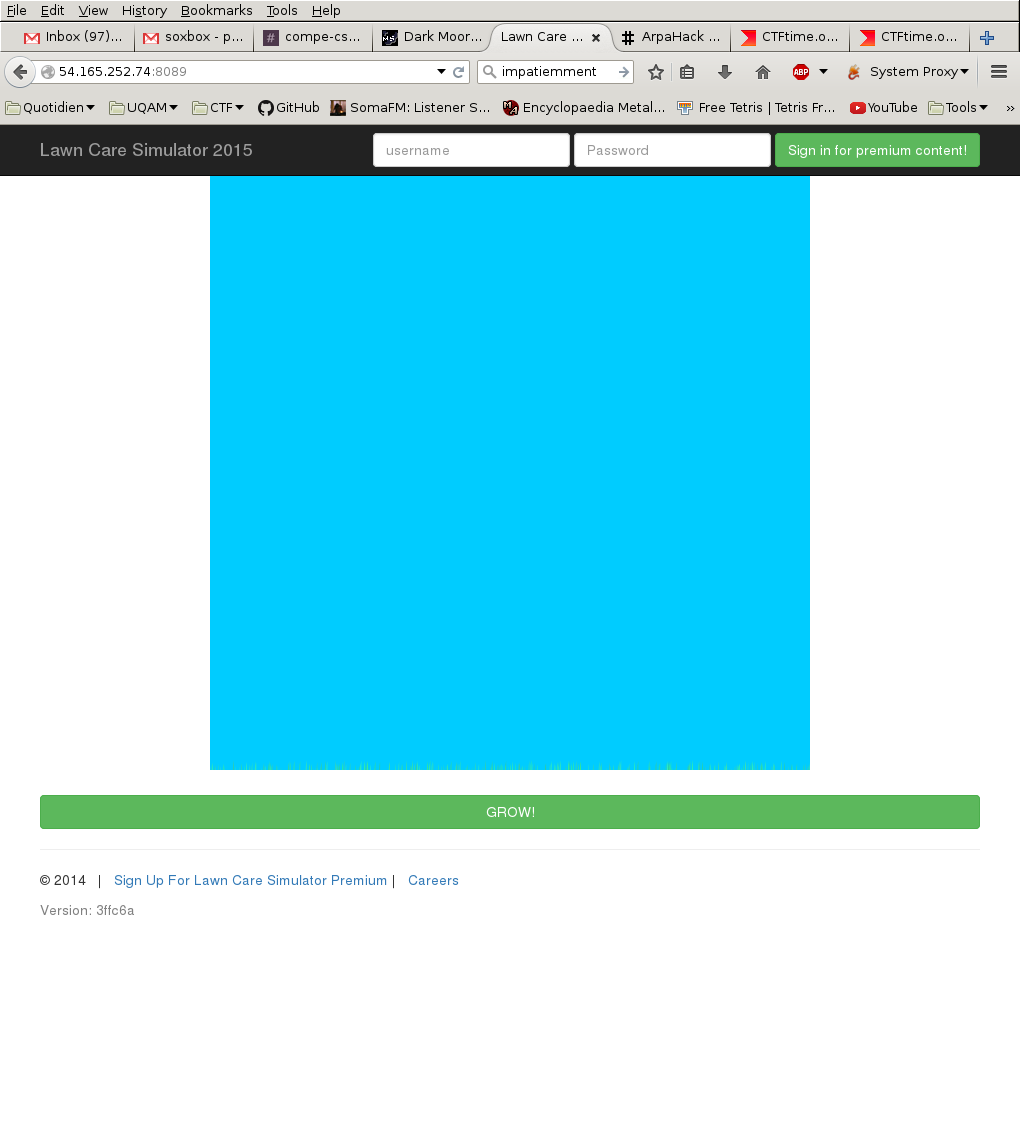 File Edit View History Bookmarks Tools Help
Inbox (97)... soxbox - p... compe-cs... Dark Moor... Lawn Care ... ArpaHack ... CTFtime.o... CTFtime.o...
54.165.252.74:8089 impatiemment ABP System Proxy
Quotidien UQAM CTF GitHub SomaFM: Listener S... Encyclopaedia Metal... Free Tetris | Tetris Fr... YouTube Tools »
Lawn Care Simulator 2015 username Password Sign in for premium content!
GROW!
© 2014 | Sign Up For Lawn Care Simulator Premium | Careers
Version: 3ffc6a